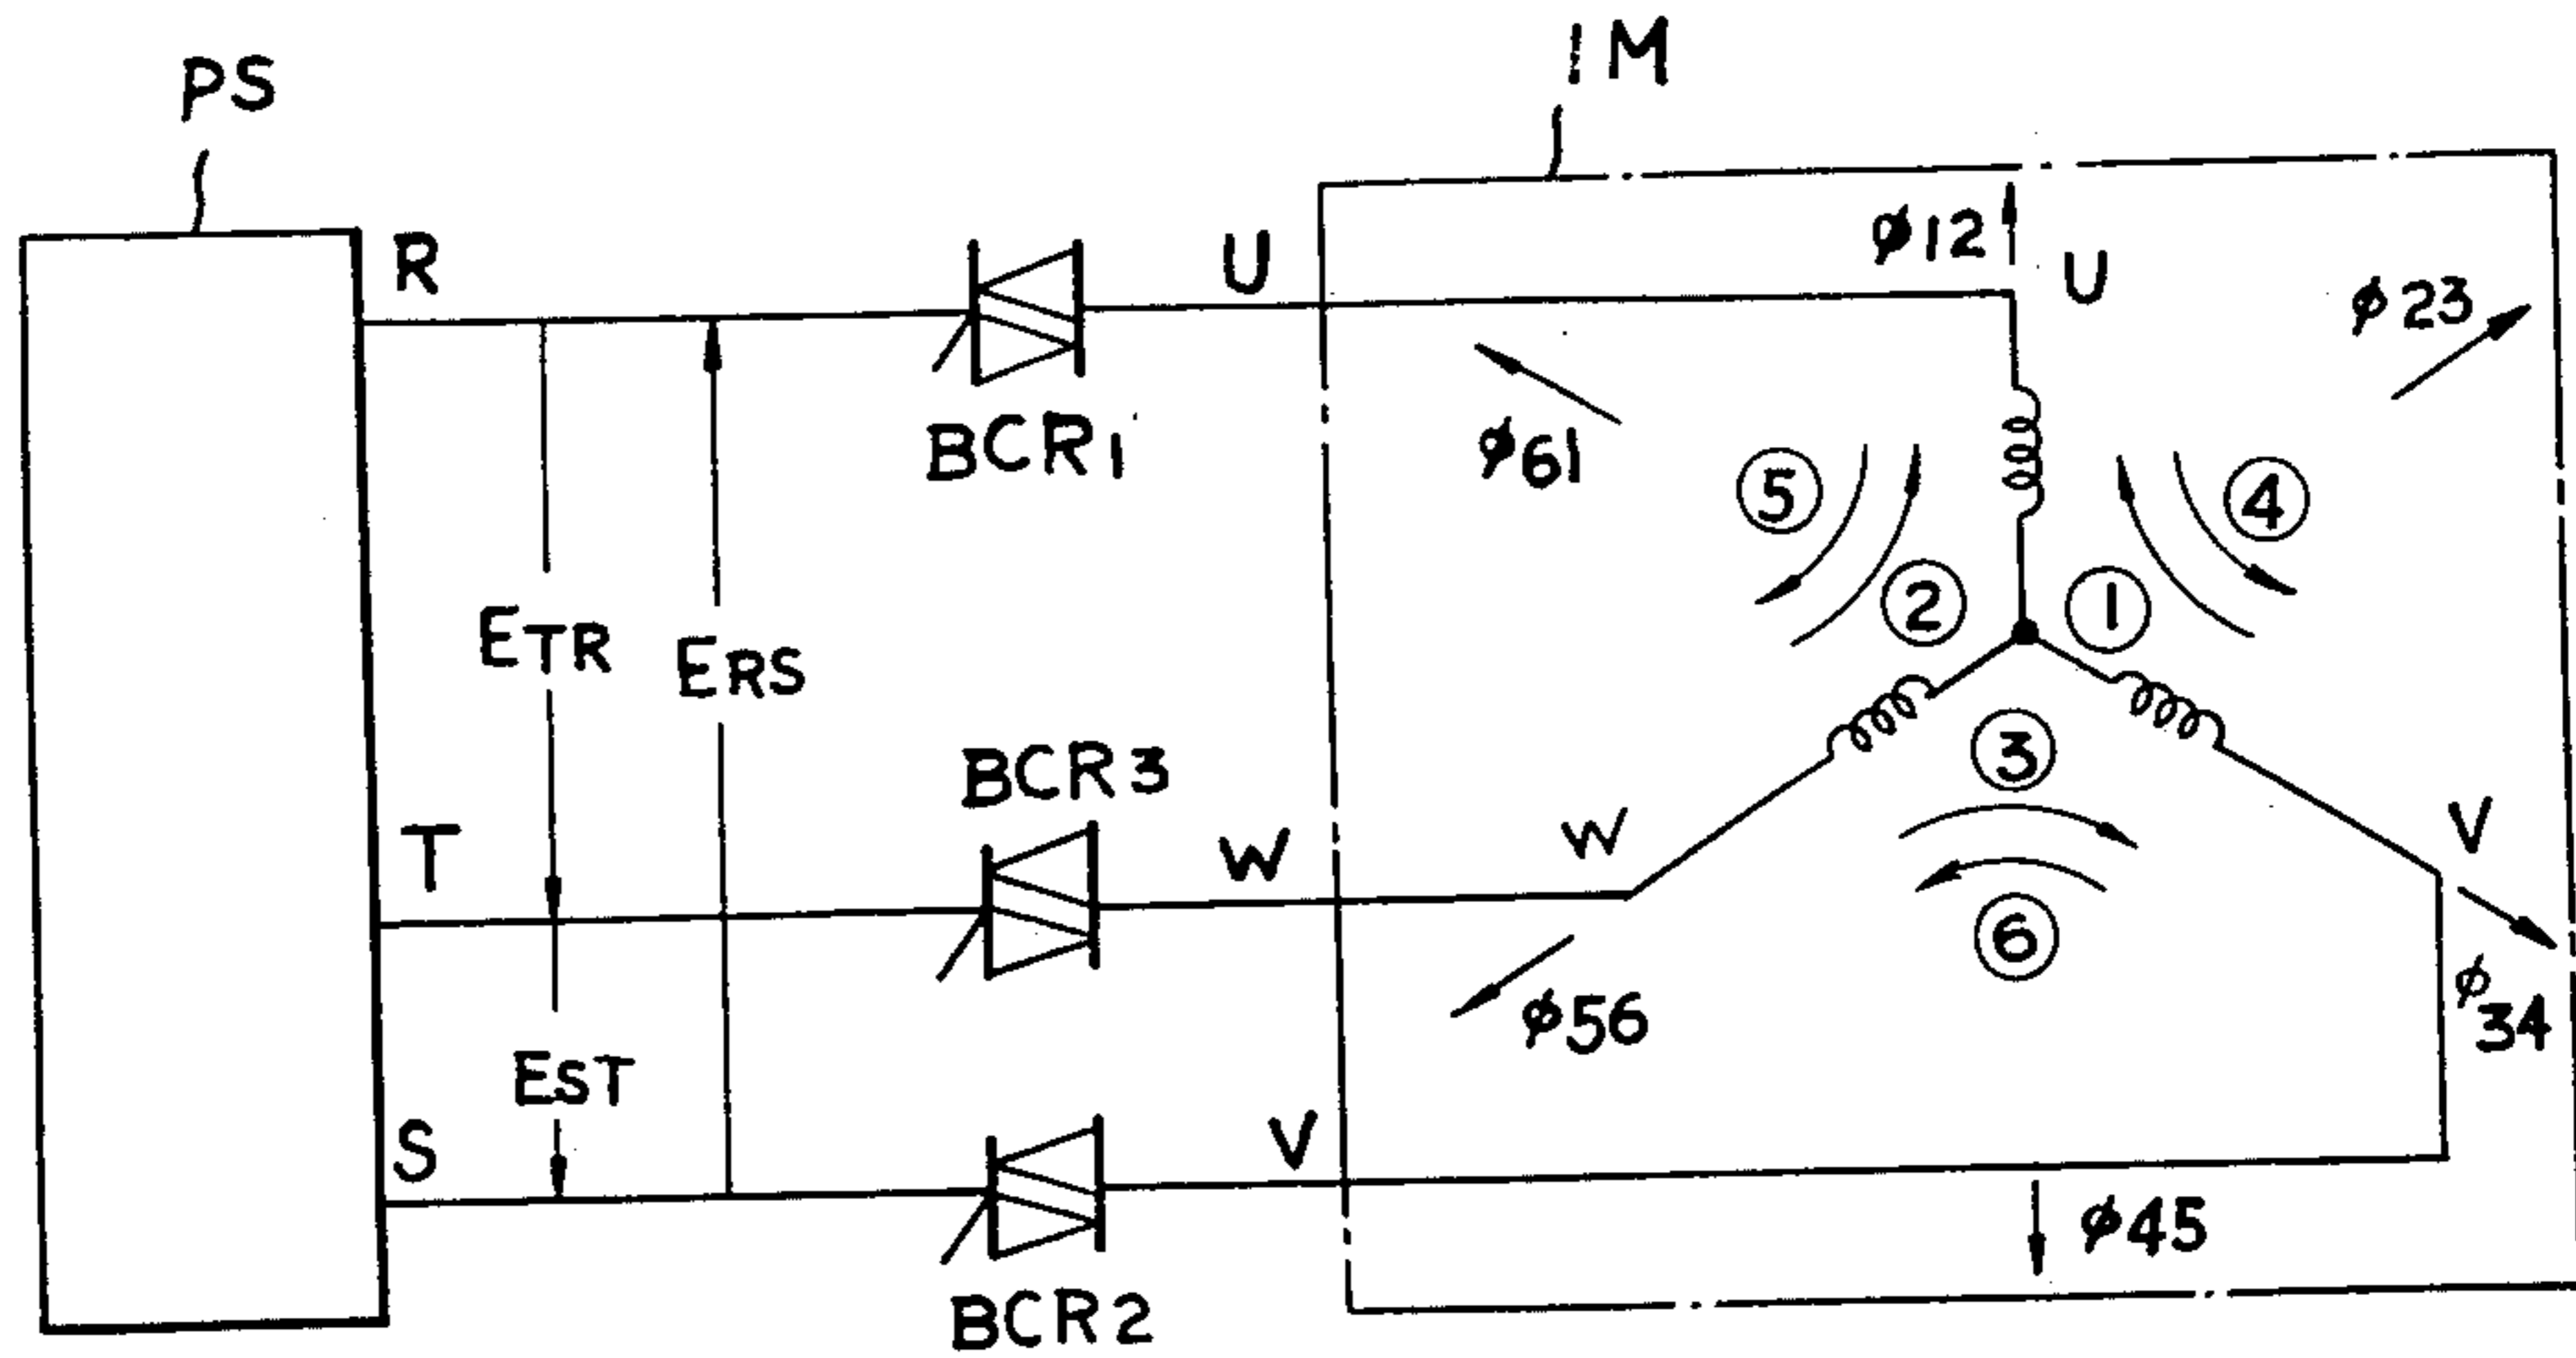 PS
IM
R
BCR1
U
φ12
U
φ23
φ61
⑤
④
②
①
ETR
ERS
③
T
BCR3
W
W
V
⑥
φ56
φ34
EST
S
BCR2
V
φ45